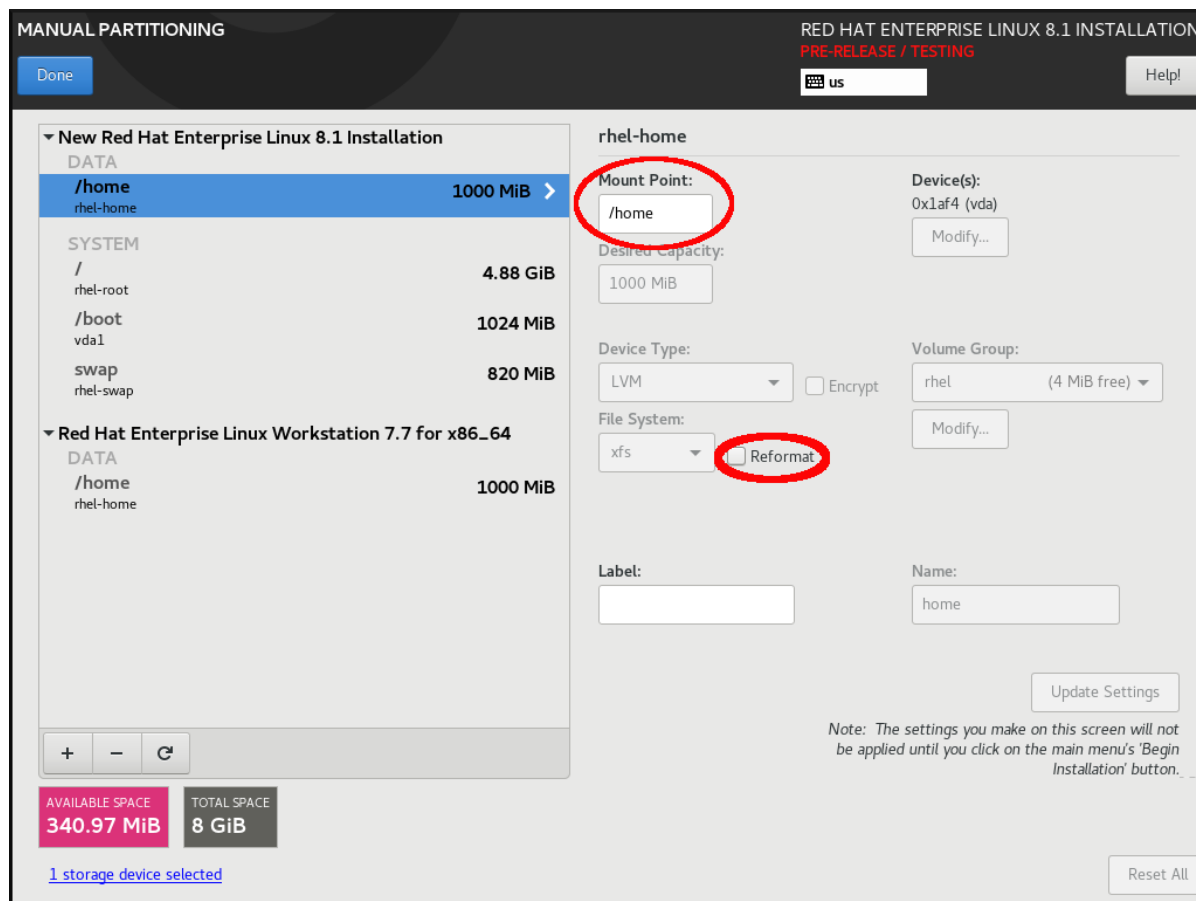 MANUAL PARTITIONING
RED HAT ENTERPRISE LINUX 8.1 INSTALLATION
PRE-RELEASE / TESTING
Done
us
Help!
New Red Hat Enterprise Linux 8.1 Installation
DATA
/home 1000 MiB
rhel-home
SYSTEM
/ 4.88 GiB
rhel-root
/boot 1024 MiB
vda1
swap 820 MiB
rhel-swap
Red Hat Enterprise Linux Workstation 7.7 for x86_64
DATA
/home 1000 MiB
rhel-home
+ −
AVAILABLE SPACE
340.97 MiB
TOTAL SPACE
8 GiB
1 storage device selected
rhel-home
Mount Point:
/home
Device(s):
0x1af4 (vda)
Modify...
Desired Capacity:
1000 MiB
Device Type:
LVM
Encrypt
Volume Group:
rhel (4 MiB free)
File System:
xfs
Reformat
Modify...
Label:
Name:
home
Update Settings
Note: The settings you make on this screen will not
be applied until you click on the main menu's 'Begin
Installation' button.
Reset All